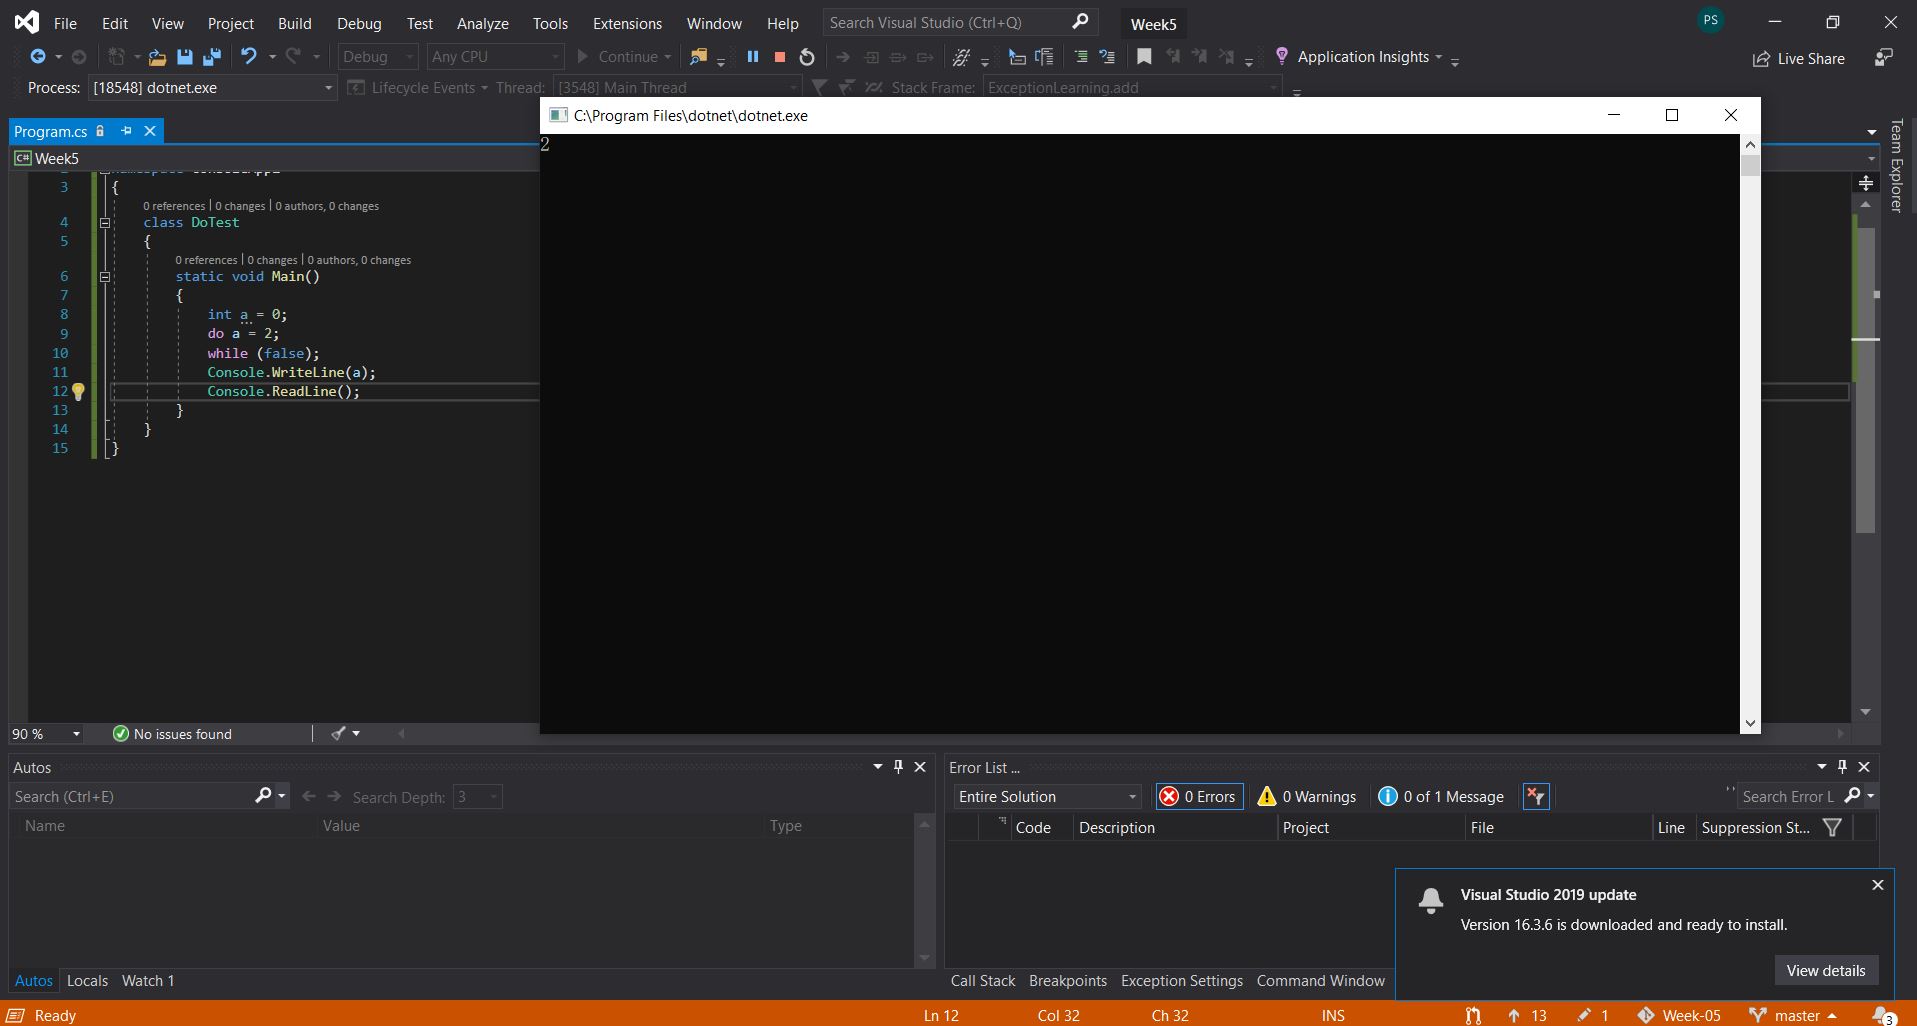 File Edit View Project Build Debug Test Analyze Tools Extensions Window Help Search Visual Studio (Ctrl+Q) Week5 PS
Debug Any CPU Continue Application Insights Live Share
Process: [18548] dotnet.exe Lifecycle Events Thread: [3548] Main Thread Stack Frame: ExceptionLearning.add
C:\Program Files\dotnet\dotnet.exe
2
Team Explorer
Program.cs
C# Week5
3 {
0 references | 0 changes | 0 authors, 0 changes
4 class DoTest
5 {
0 references | 0 changes | 0 authors, 0 changes
6 static void Main()
7 {
8 int a = 0;
9 do a = 2;
10 while (false);
11 Console.WriteLine(a);
12 Console.ReadLine();
13 }
14 }
15 }
90 % No issues found
Autos
Search (Ctrl+E) Search Depth: 3
Name Value Type
Autos Locals Watch 1
Error List ...
Entire Solution 0 Errors 0 Warnings 0 of 1 Message Search Error L
Code Description Project File Line Suppression St...
Visual Studio 2019 update
Version 16.3.6 is downloaded and ready to install.
View details
Call Stack Breakpoints Exception Settings Command Window
Ready Ln 12 Col 32 Ch 32 INS 13 1 Week-05 master 3